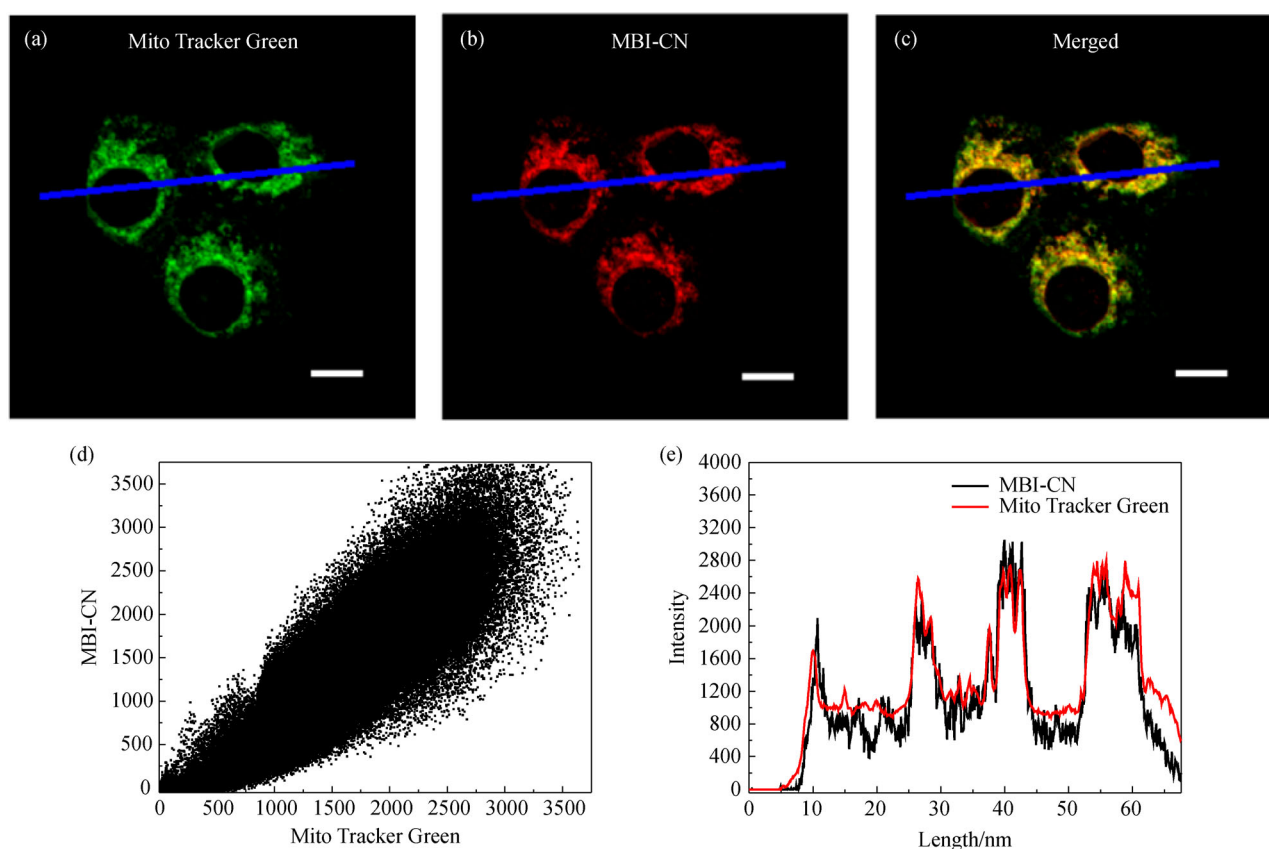 (a) Mito Tracker Green
(b) MBI-CN
(c) Merged
(d)
3500
3000
2500
2000
1500
1000
500
0
MBI-CN
0 500 1000 1500 2000 2500 3000 3500
Mito Tracker Green
(e)
4000
3600
3200
2800
2400
2000
1600
1200
800
400
0
Intensity
MBI-CN
Mito Tracker Green
0 10 20 30 40 50 60
Length/nm